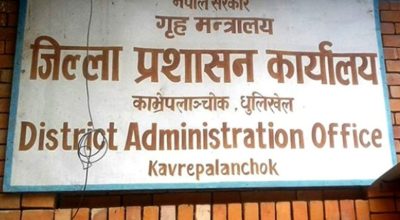 नेपाल सरकार
गृह मन्त्रालय
जिल्ला प्रशासन कार्यालय
काभ्रेपलाञ्चोक, धुलिखेल
District Administration Office
Kavrepalanchok